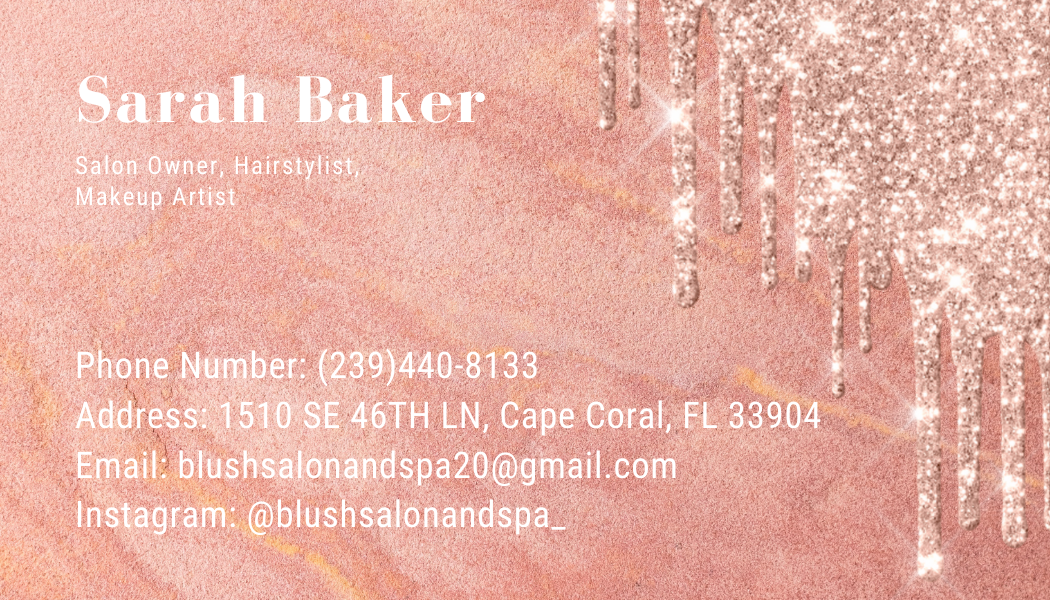 Sarah Baker
Salon Owner, Hairstylist,
Makeup Artist
Phone Number: (239)440-8133
Address: 1510 SE 46TH LN, Cape Coral, FL 33904
Email: blushsalonandspa20@gmail.com
Instagram: @blushsalonandspa_